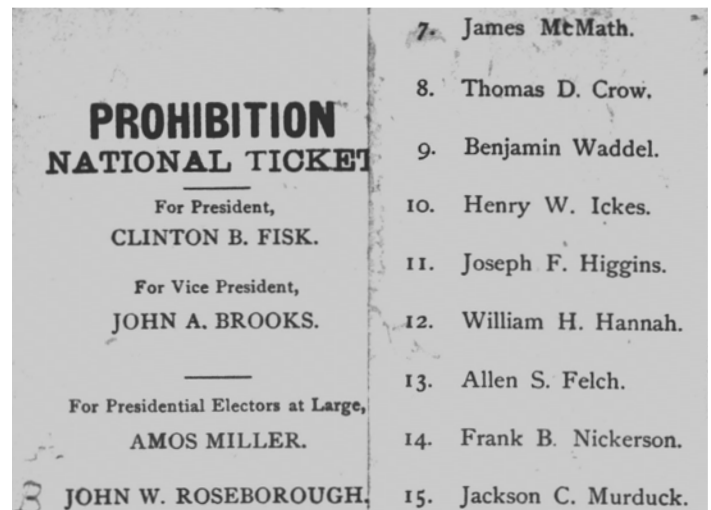 PROHIBITION
NATIONAL TICKET
For President,
CLINTON B. FISK.
For Vice President,
JOHN A. BROOKS.
For Presidential Electors at Large,
AMOS MILLER.
JOHN W. ROSEBOROUGH.
7. James McMath.
8. Thomas D. Crow.
9. Benjamin Waddel.
10. Henry W. Ickes.
11. Joseph F. Higgins.
12. William H. Hannah.
13. Allen S. Felch.
14. Frank B. Nickerson.
15. Jackson C. Murduck.